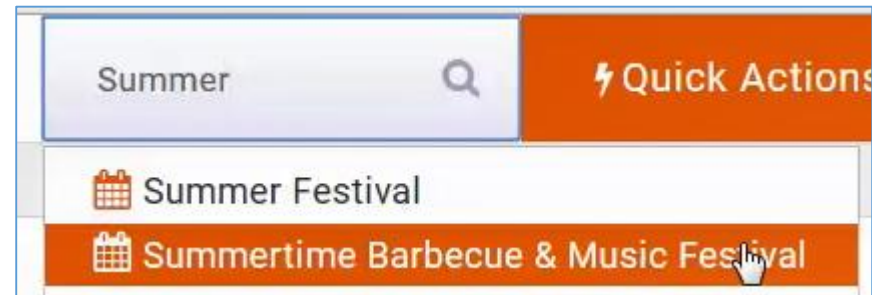 Summer
Quick Actions
Summer Festival
Summertime Barbecue & Music Festival